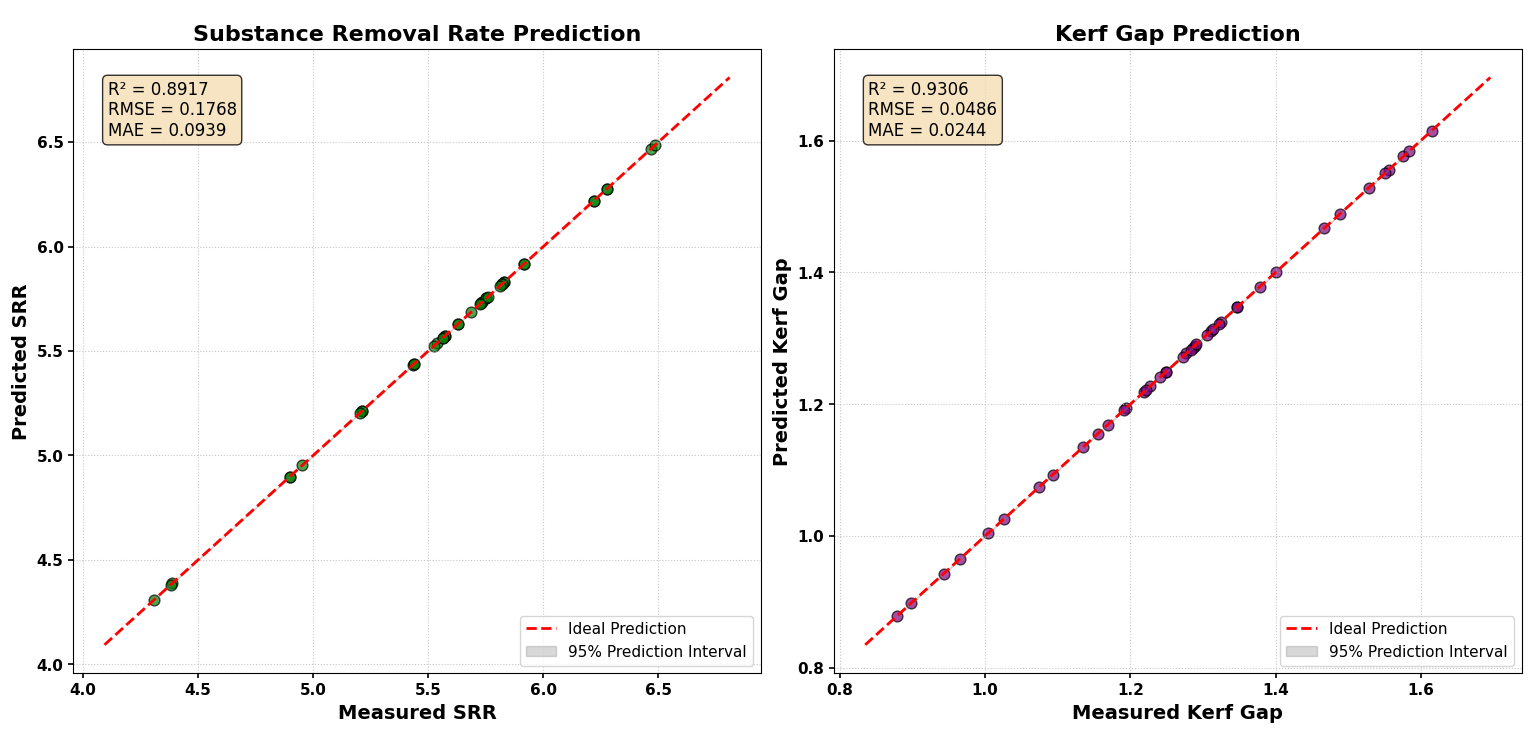 Substance Removal Rate Prediction
R² = 0.8917
RMSE = 0.1768
MAE = 0.0939
Predicted SRR
6.5
6.0
5.5
5.0
4.5
4.0
4.0 4.5 5.0 5.5 6.0 6.5
Measured SRR
Ideal Prediction
95% Prediction Interval
Kerf Gap Prediction
R² = 0.9306
RMSE = 0.0486
MAE = 0.0244
Predicted Kerf Gap
1.6
1.4
1.2
1.0
0.8
0.8 1.0 1.2 1.4 1.6
Measured Kerf Gap
Ideal Prediction
95% Prediction Interval